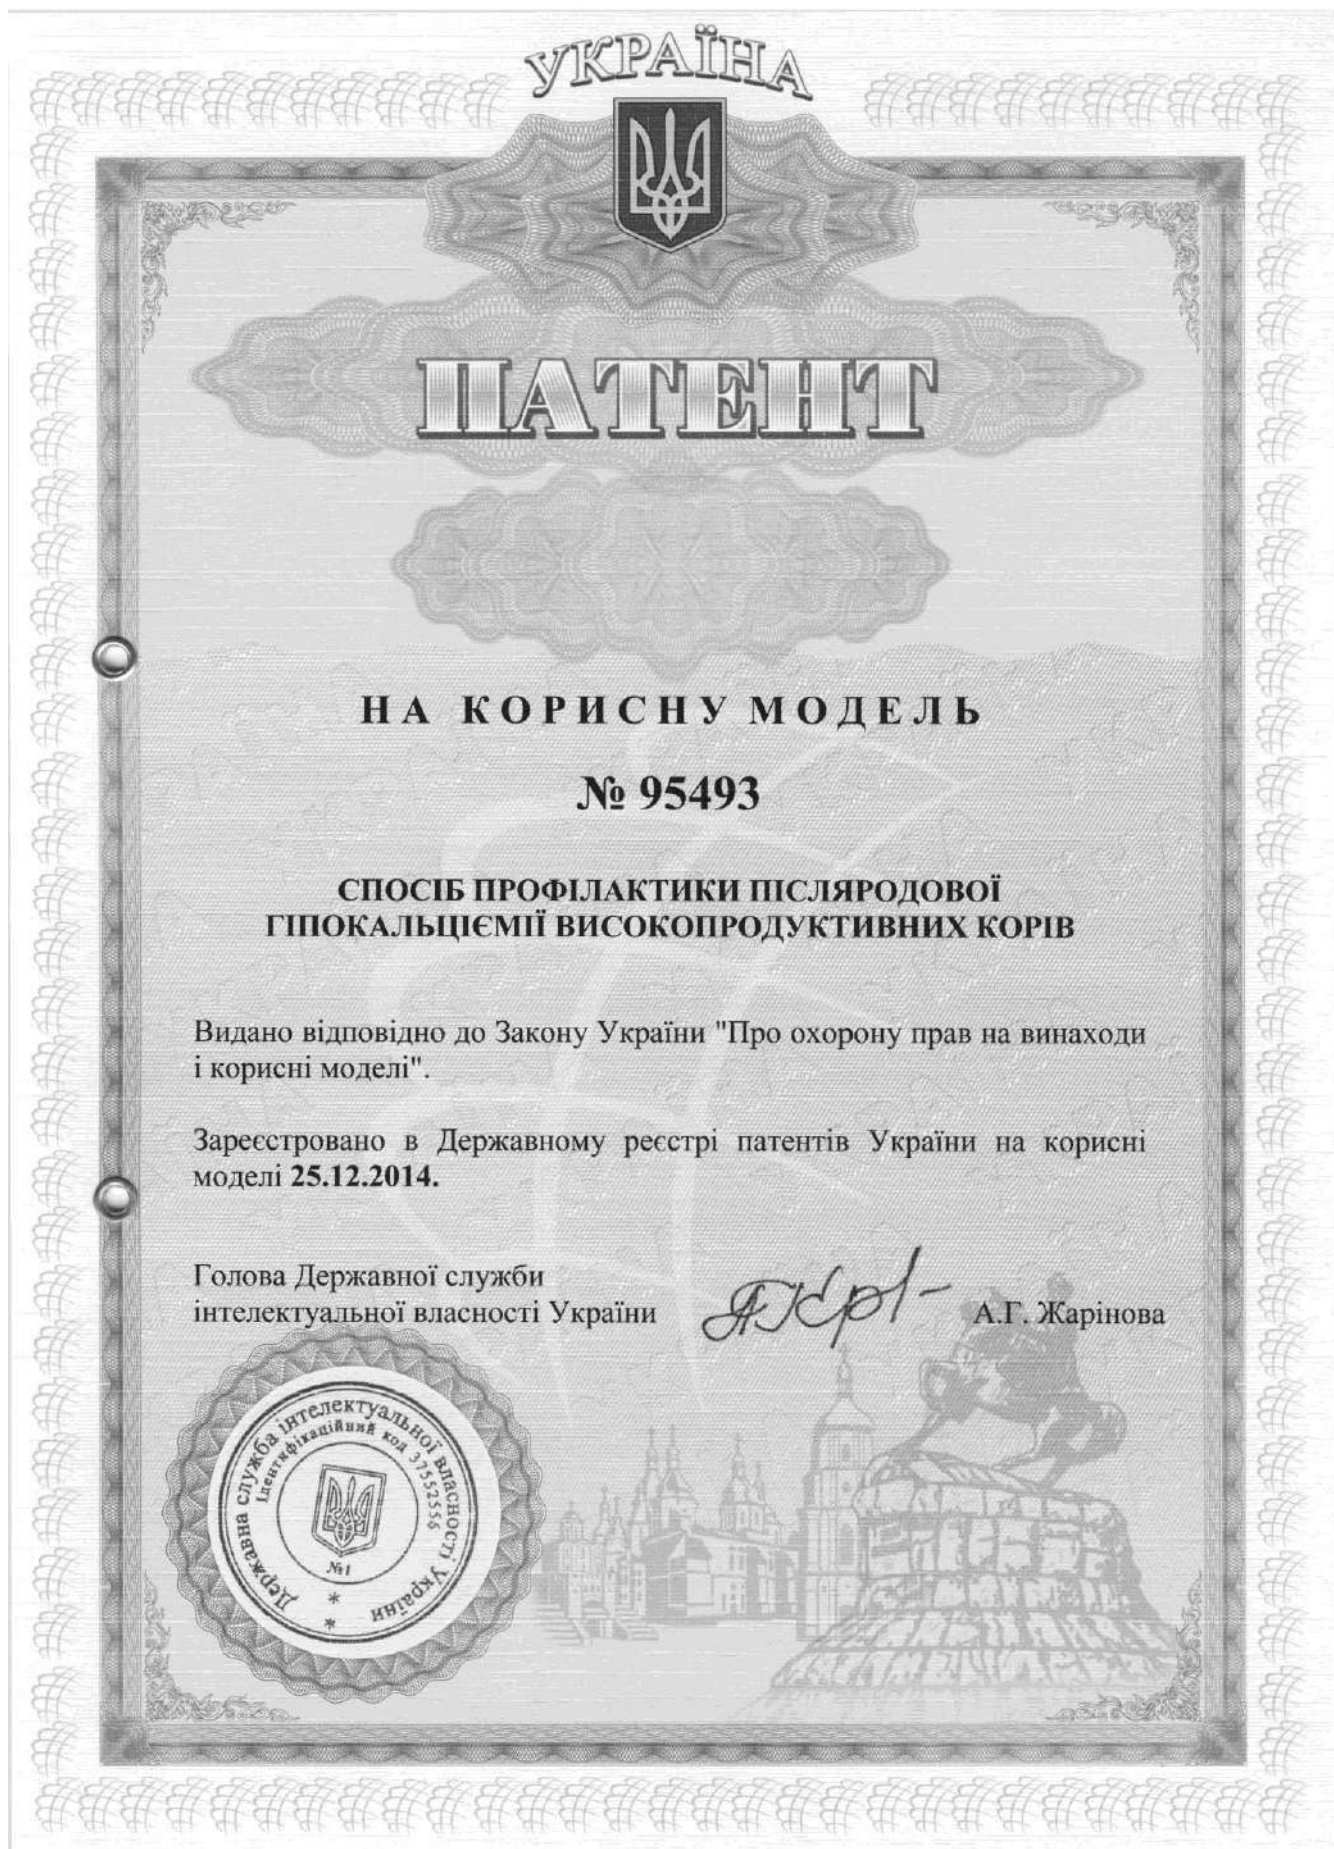 УКРАЇНА
ПАТЕНТ
НА КОРИСНУ МОДЕЛЬ
№ 95493
СПОСІБ ПРОФІЛАКТИКИ ПІСЛЯРОДОВОЇ
ГІПОКАЛЬЦІЄМІЇ ВИСОКОПРОДУКТИВНИХ КОРІВ
Видано відповідно до Закону України "Про охорону прав на винаходи
і корисні моделі".
Зареєстровано в Державному реєстрі патентів України на корисні
моделі 25.12.2014.
Голова Державної служби
інтелектуальної власності України
А.Г. Жарінова
Державна служба інтелектуальної власності України
Ідентифікаційний код 37552556
№1